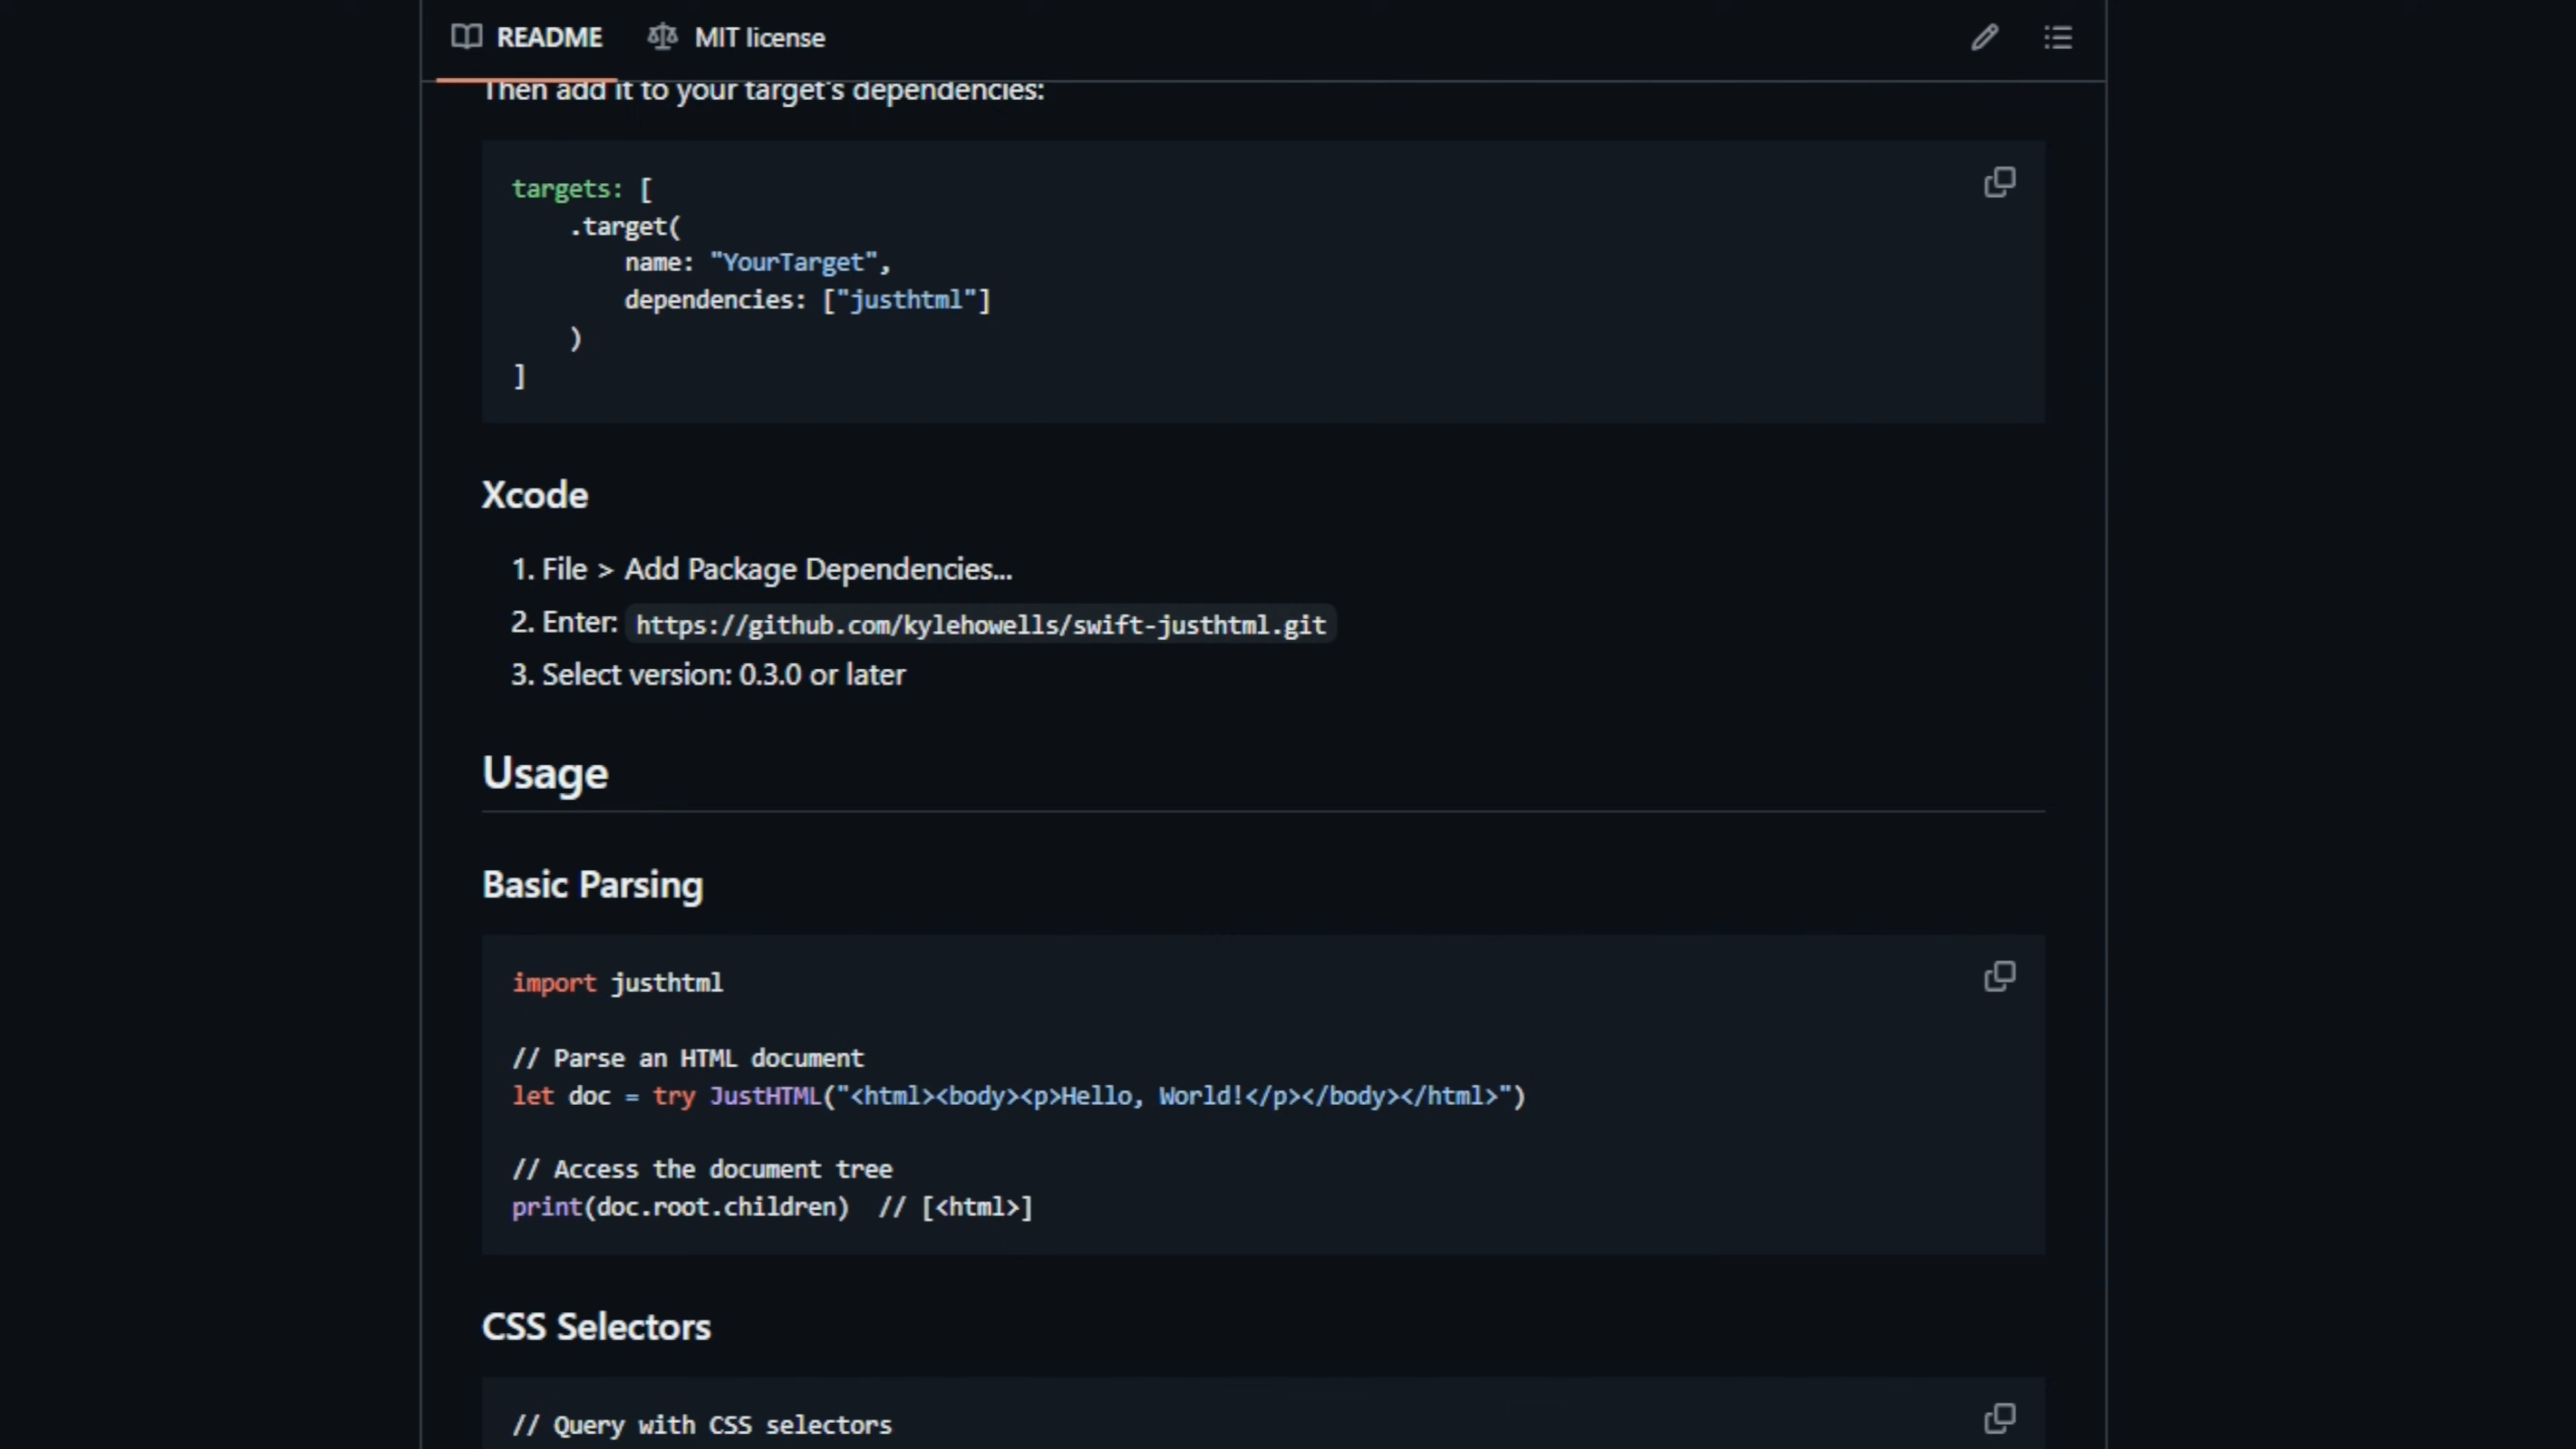 README
MIT license
Then add it to your target's dependencies:
targets: [
    .target(
        name: "YourTarget",
        dependencies: ["justhtml"]
    )
]
Xcode
1. File > Add Package Dependencies...
2. Enter: https://github.com/kylehowells/swift-justhtml.git
3. Select version: 0.3.0 or later
Usage
Basic Parsing
import justhtml
// Parse an HTML document
let doc = try JustHTML("<html><body><p>Hello, World!</p></body></html>")
// Access the document tree
print(doc.root.children)  // [<html>]
CSS Selectors
// Query with CSS selectors